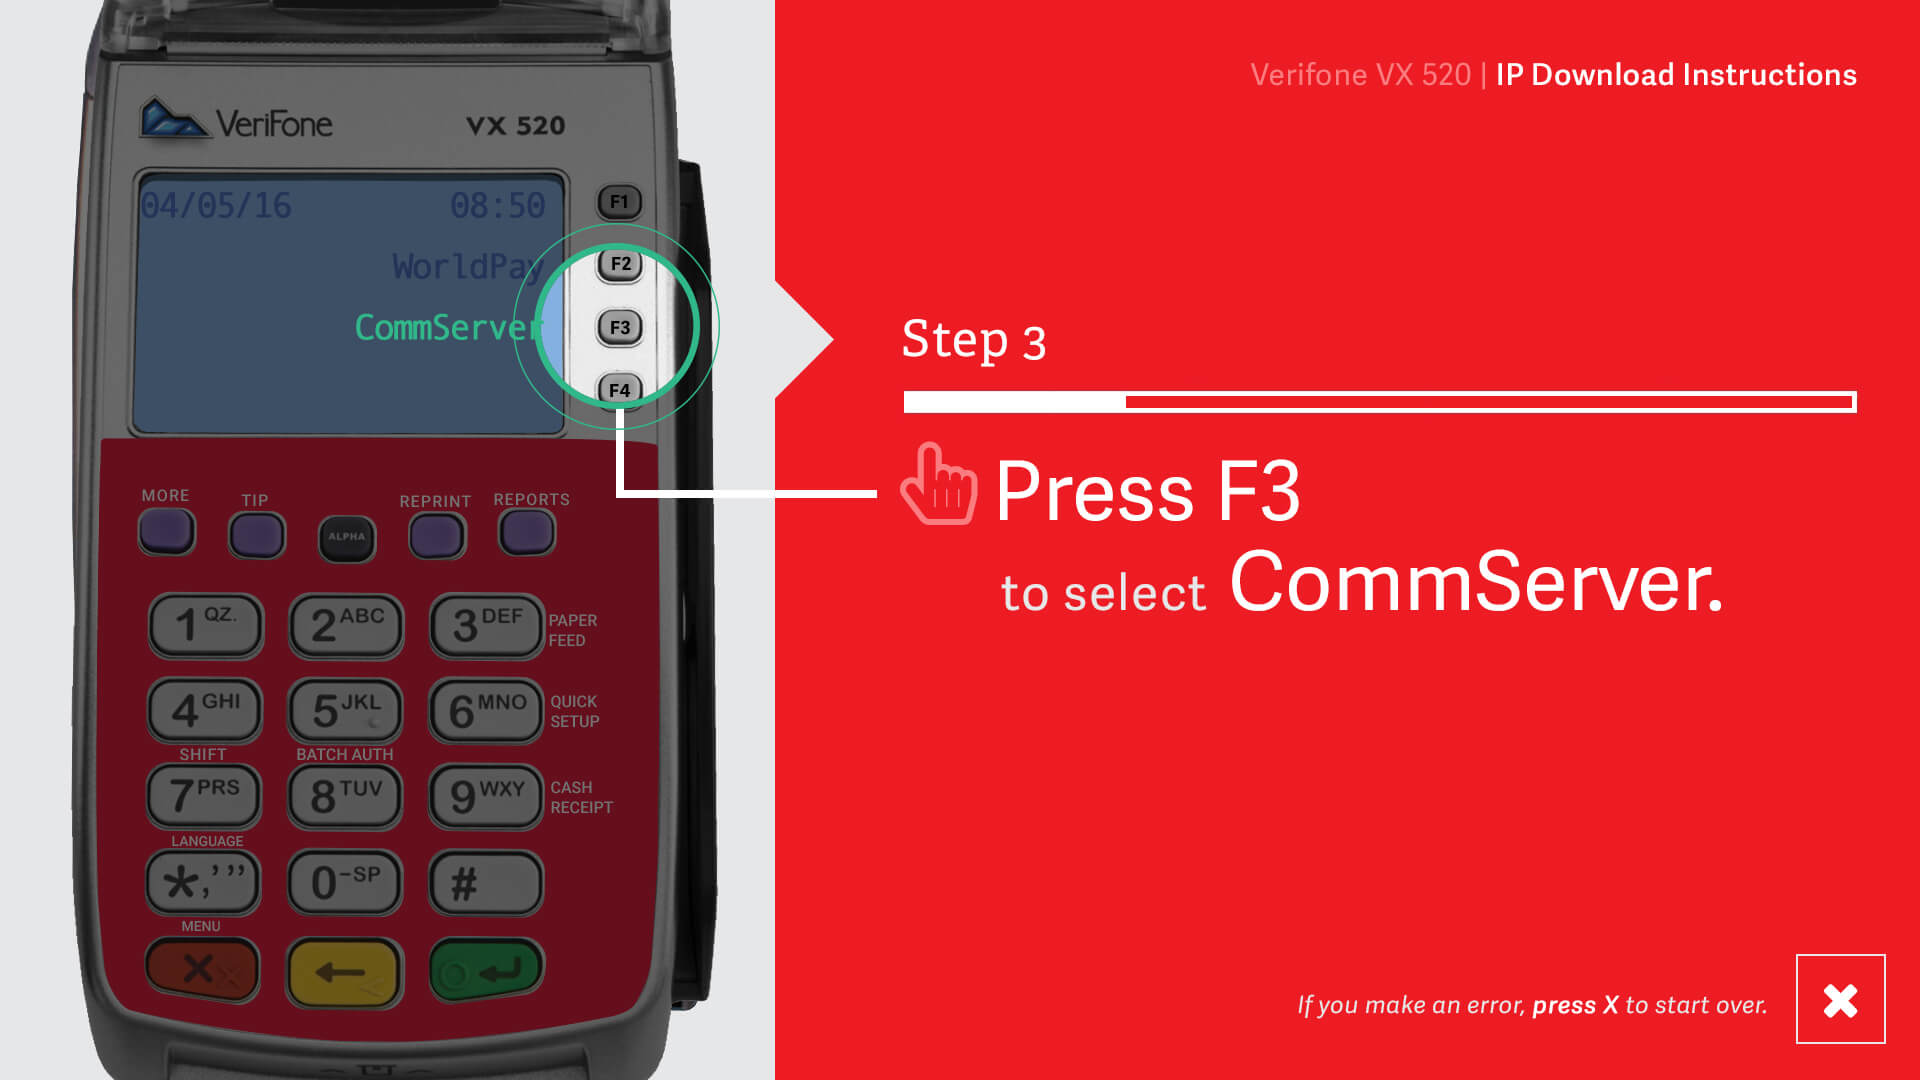 VeriFone
VX 520
04/05/16 08:50
WorldPay
CommServer
F1
F2
F3
F4
MORE
TIP
ALPHA
REPRINT
REPORTS
1 QZ.
2 ABC
3 DEF
PAPER
FEED
4 GHI
5 JKL
6 MNO
QUICK
SETUP
SHIFT
BATCH AUTH
7 PRS
8 TUV
9 WXY
CASH
RECEIPT
LANGUAGE
*,'"
0 -SP
#
MENU
Verifone VX 520 | IP Download Instructions
Step 3
Press F3
to select CommServer.
If you make an error, press X to start over.